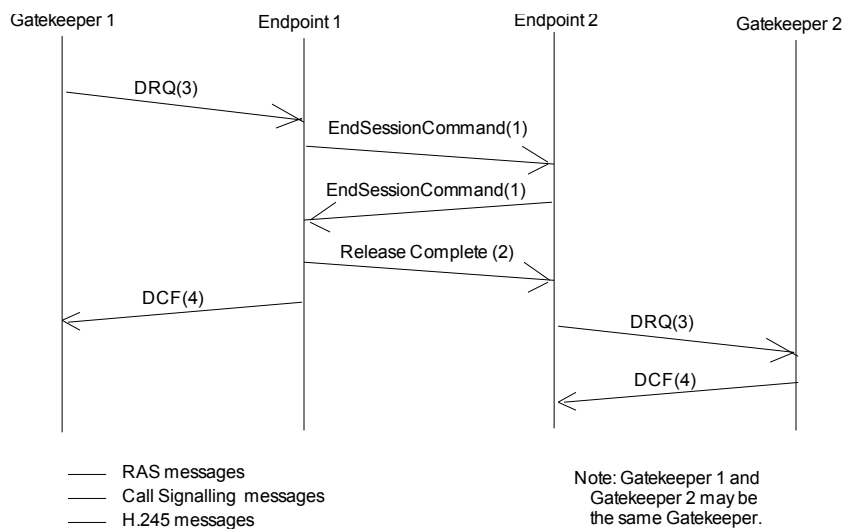 Gatekeeper 1
Endpoint 1
Endpoint 2
Gatekeeper 2
DRQ(3)
EndSessionCommand(1)
EndSessionCommand(1)
Release Complete (2)
DCF(4)
DRQ(3)
DCF(4)
RAS messages
Call Signalling messages
H.245 messages
Note: Gatekeeper 1 and
Gatekeeper 2 may be
the same Gatekeeper.